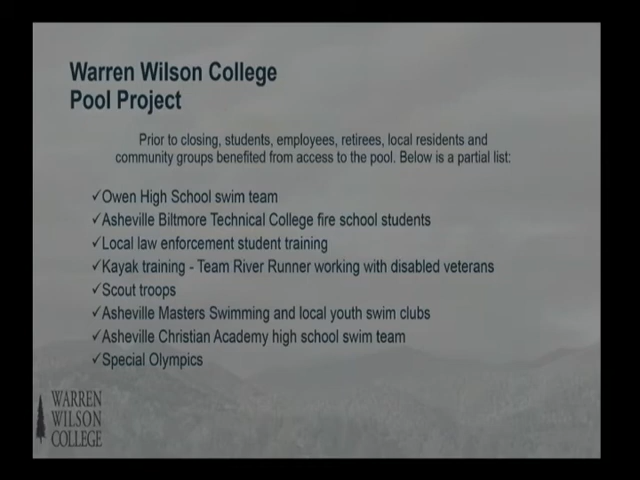 Warren Wilson College
Pool Project
Prior to closing, students, employees, retirees, local residents and
community groups benefited from access to the pool. Below is a partial list:
✓Owen High School swim team
✓Asheville Biltmore Technical College fire school students
✓Local law enforcement student training
✓Kayak training - Team River Runner working with disabled veterans
✓Scout troops
✓Asheville Masters Swimming and local youth swim clubs
✓Asheville Christian Academy high school swim team
✓Special Olympics
WARREN
WILSON
COLLEGE